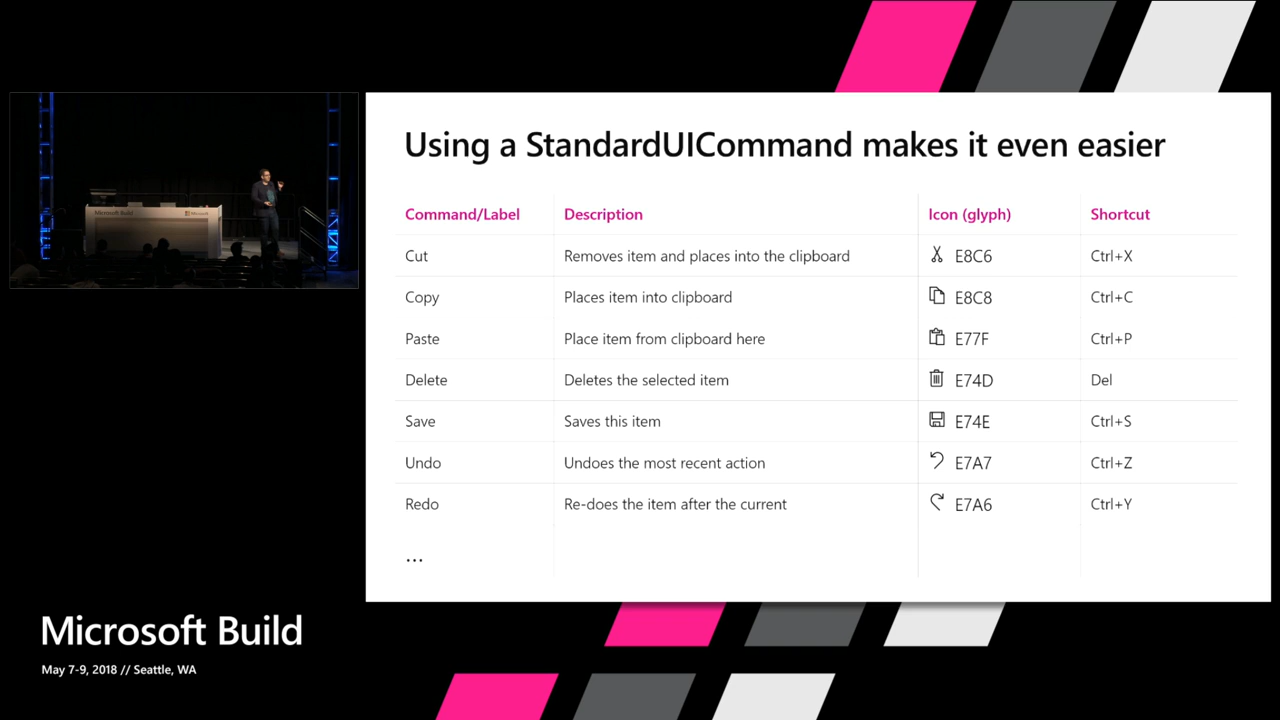 Using a StandardUICommand makes it even easier
Command/Label Description Icon (glyph) Shortcut
Cut Removes item and places into the clipboard E8C6 Ctrl+X
Copy Places item into clipboard E8C8 Ctrl+C
Paste Place item from clipboard here E77F Ctrl+P
Delete Deletes the selected item E74D Del
Save Saves this item E74E Ctrl+S
Undo Undoes the most recent action E7A7 Ctrl+Z
Redo Re-does the item after the current E7A6 Ctrl+Y
...
Microsoft Build
Microsoft
Microsoft Build
May 7-9, 2018 // Seattle, WA